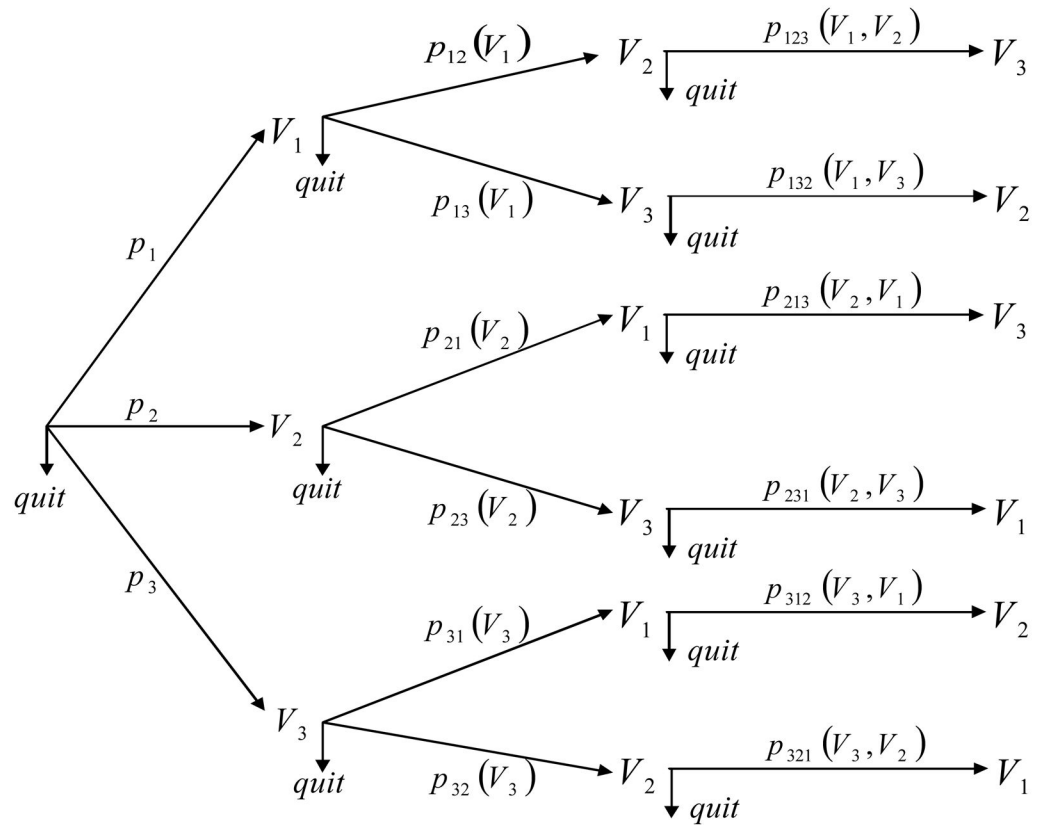 p₁₂(V₁) V₂ p₁₂₃(V₁, V₂) V₃
quit
V₁
quit
p₁₃(V₁) V₃ p₁₃₂(V₁, V₃) V₂
quit
p₁
p₂₁(V₂) V₁ p₂₁₃(V₂, V₁) V₃
quit
p₂ V₂
quit
quit
p₂₃(V₂) V₃ p₂₃₁(V₂, V₃) V₁
quit
p₃
p₃₁(V₃) V₁ p₃₁₂(V₃, V₁) V₂
quit
V₃
quit
p₃₂(V₃) V₂ p₃₂₁(V₃, V₂) V₁
quit